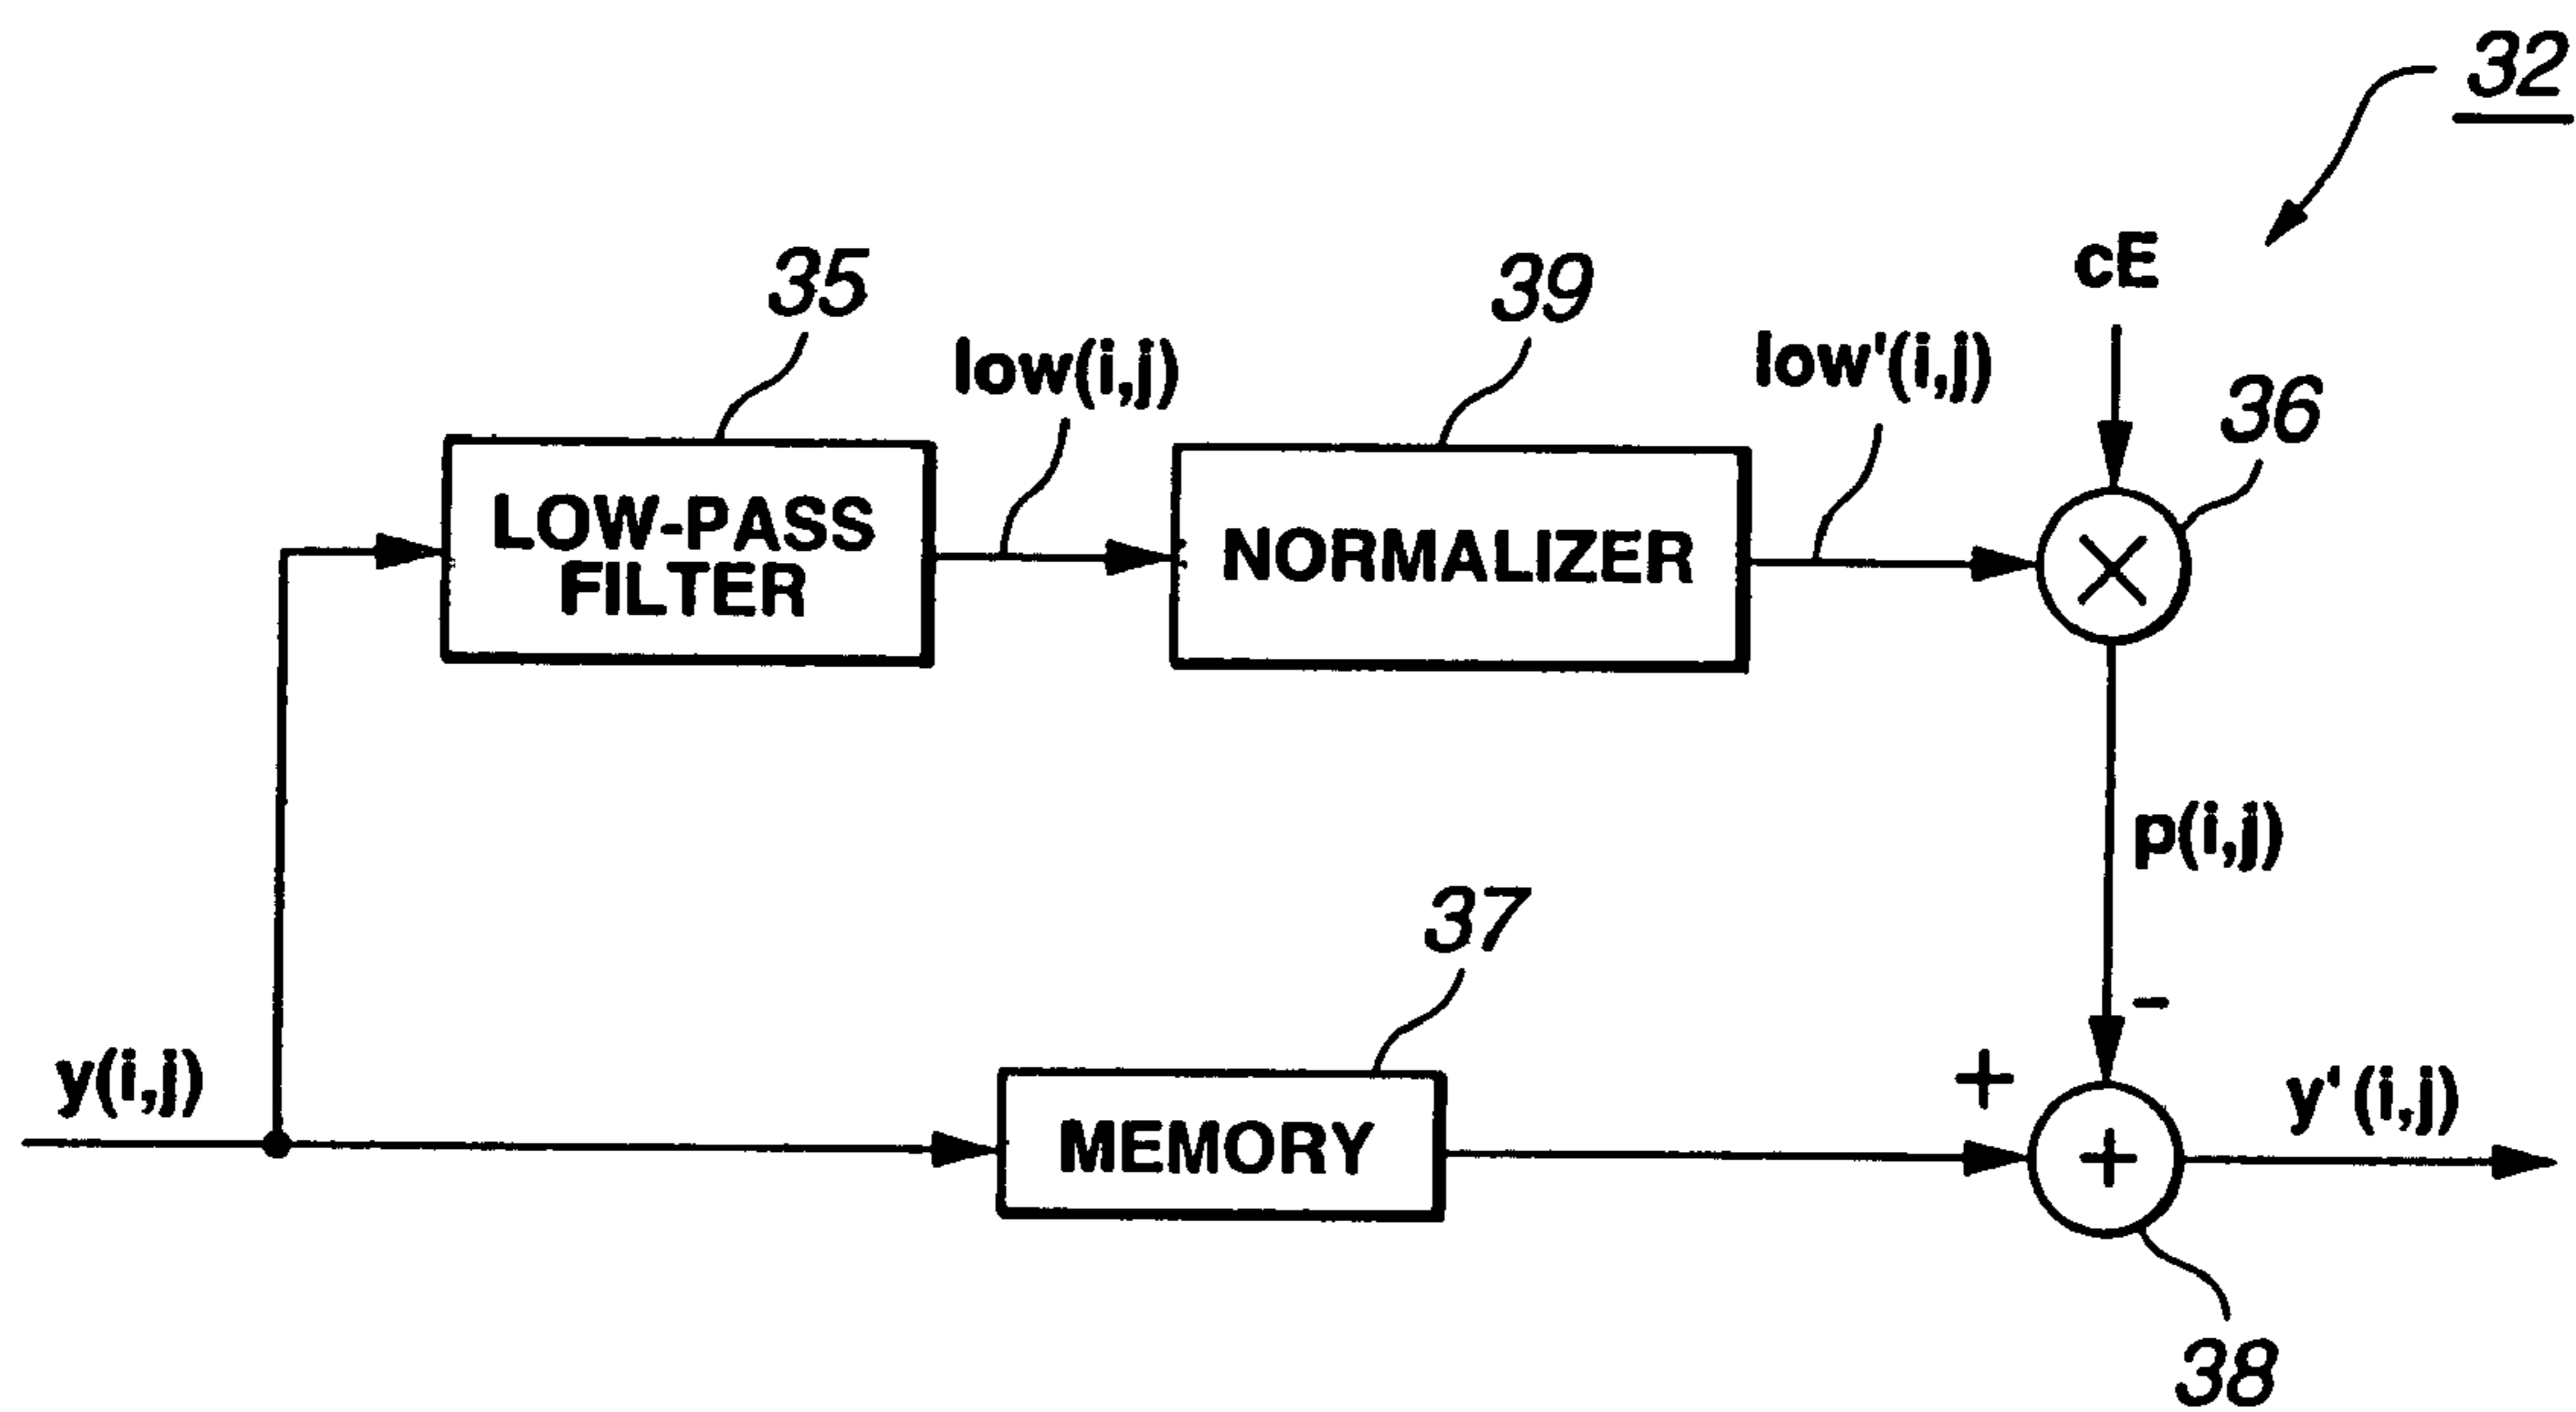 32
cE
35
39
low(i,j)
low'(i,j)
36
LOW-PASS
FILTER
NORMALIZER
×
p(i,j)
37
-
+
y(i,j)
MEMORY
+
y'(i,j)
38